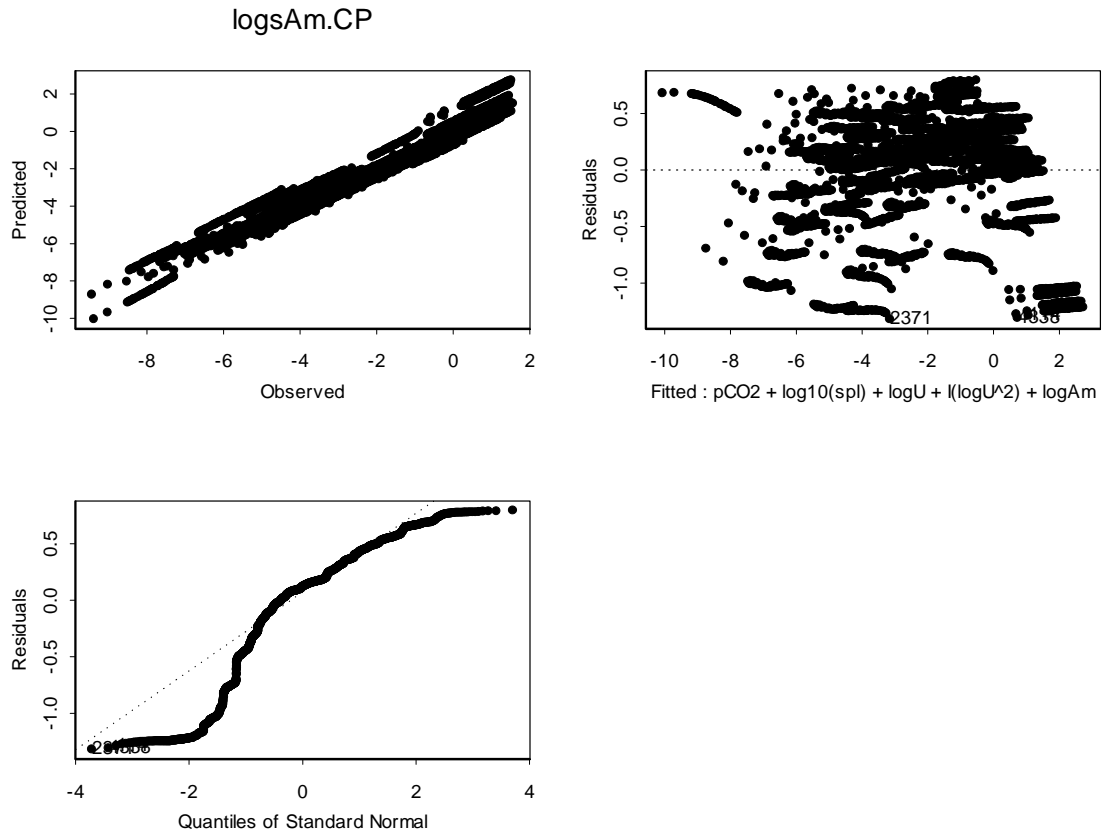 logsAm.CP
2
0
-2
-4
-6
-8
-10
Predicted
-8 -6 -4 -2 0 2
Observed
0.5
0.0
-0.5
-1.0
Residuals
2371
-10 -8 -6 -4 -2 0
Fitted : pCO2 + log10(spl) + logU + I(logU^2) + logAm
0.5
0.0
-0.5
-1.0
Residuals
-4 -2 0 2 4
Quantiles of Standard Normal